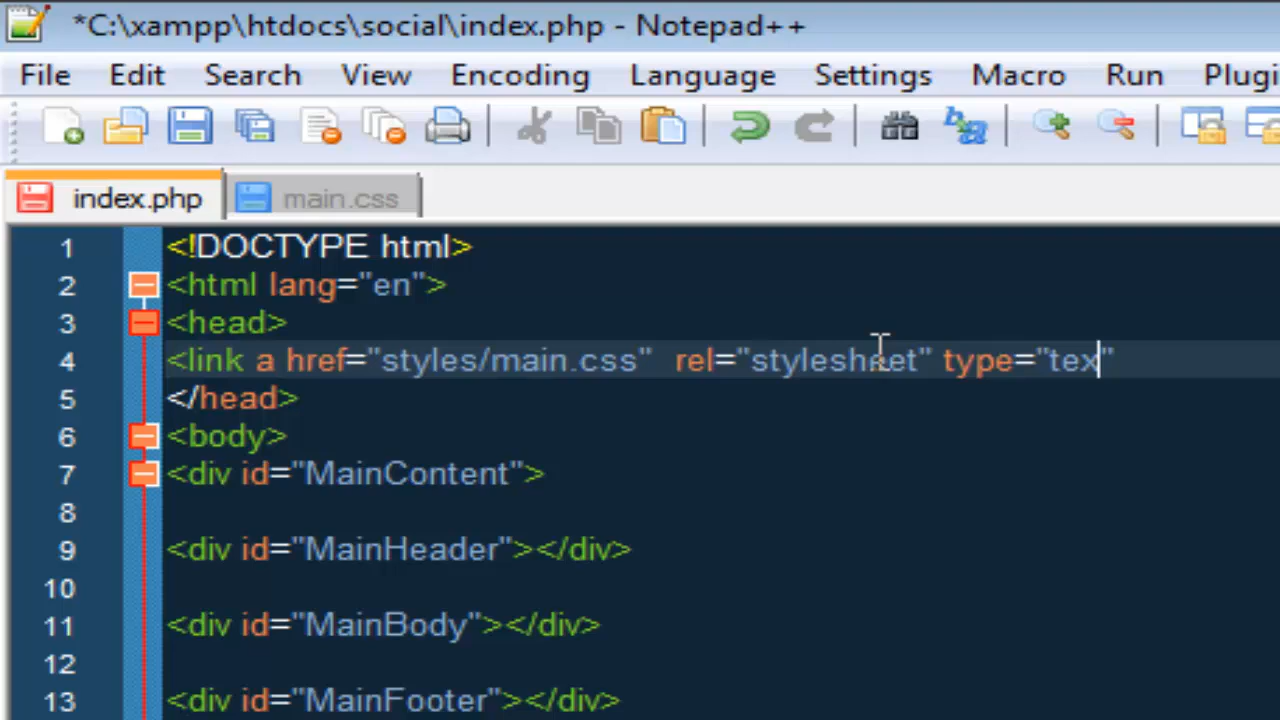 *C:\xampp\htdocs\social\index.php - Notepad++
File Edit Search View Encoding Language Settings Macro Run Plugi
index.php main.css
1 <!DOCTYPE html>
2 <html lang="en">
3 <head>
4 <link a href="styles/main.css"  rel="stylesheet" type="tex"
5 </head>
6 <body>
7 <div id="MainContent">
8
9 <div id="MainHeader"></div>
10
11 <div id="MainBody"></div>
12
13 <div id="MainFooter"></div>